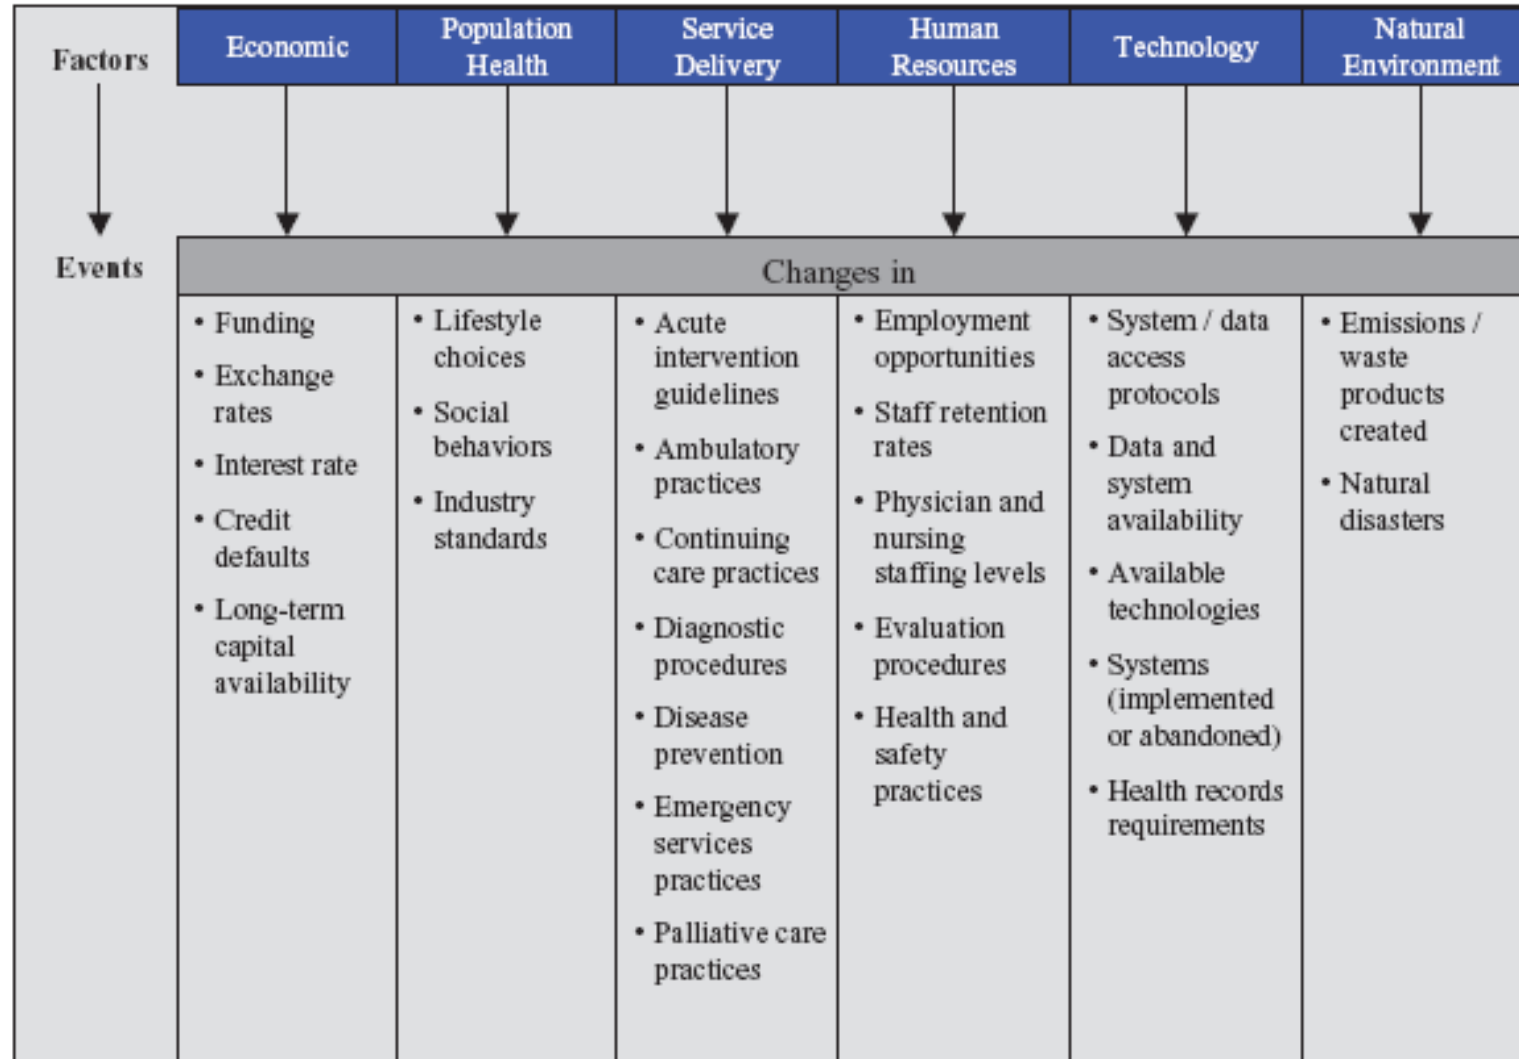 Factors
Economic
Population
Health
Service
Delivery
Human
Resources
Technology
Natural
Environment
Events
Changes in
• Funding
• Exchange
rates
• Interest rate
• Credit
defaults
• Long-term
capital
availability
• Lifestyle
choices
• Social
behaviors
• Industry
standards
• Acute
intervention
guidelines
• Ambulatory
practices
• Continuing
care practices
• Diagnostic
procedures
• Disease
prevention
• Emergency
services
practices
• Palliative care
practices
• Employment
opportunities
• Staff retention
rates
• Physician and
nursing
staffing levels
• Evaluation
procedures
• Health and
safety
practices
• System / data
access
protocols
• Data and
system
availability
• Available
technologies
• Systems
(implemented
or abandoned)
• Health records
requirements
• Emissions /
waste
products
created
• Natural
disasters